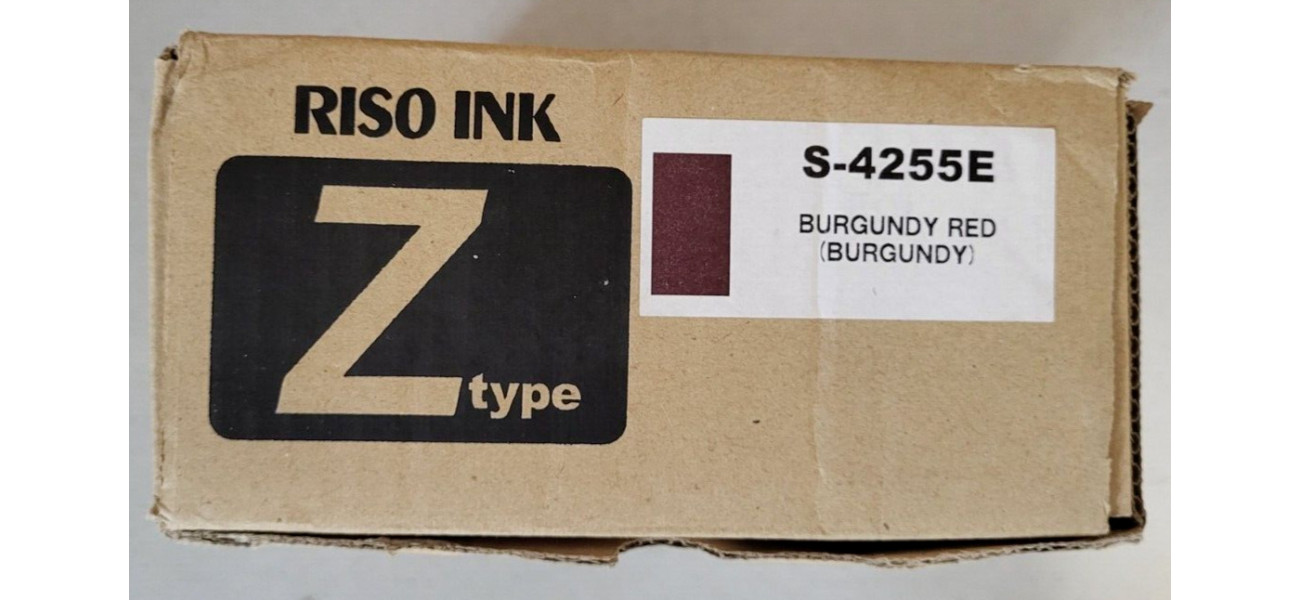 RISO INK
Z type
S-4255E
BURGUNDY RED
(BURGUNDY)